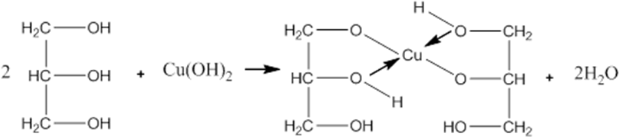 H
H₂C—OH H₂C—O O—CH₂
Cu
2 HC—OH + Cu(OH)₂ → HC—O O—CH + 2H₂O
H
H₂C—OH H₂C—OH HO—CH₂